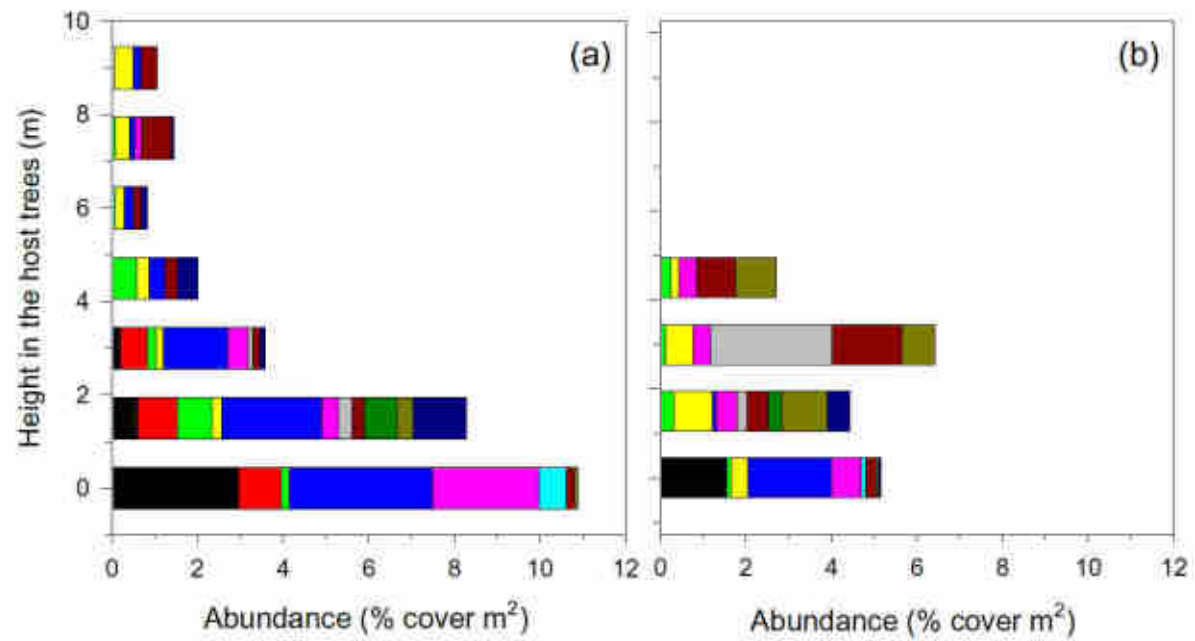 (a)
(b)
Height in the host trees (m)
10
8
6
4
2
0
0 2 4 6 8 10 12
0 2 4 6 8 10 12
Abundance (% cover m²)
Abundance (% cover m²)